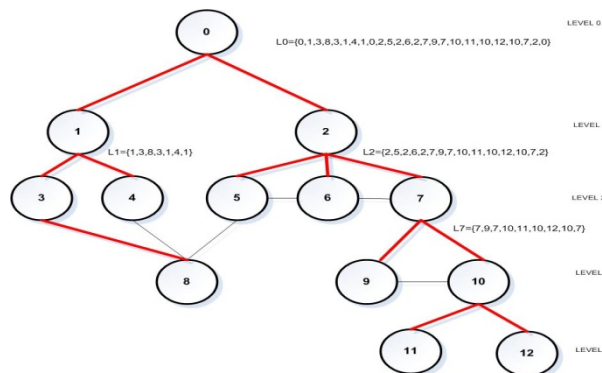 LEVEL 0
0
L0={0,1,3,8,3,1,4,1,0,2,5,2,6,2,7,9,7,10,11,10,12,10,7,2,0}
1
2
LEVEL
L1={1,3,8,3,1,4,1}
L2={2,5,2,6,2,7,9,7,10,11,10,12,10,7,2}
3
4
5
6
7
LEVEL
L7={7,9,7,10,11,10,12,10,7}
8
9
10
LEVEL
11
12
LEVEL